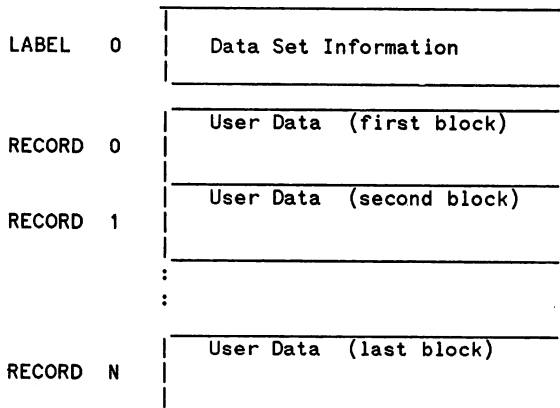 LABEL 0 Data Set Information
User Data (first block)
RECORD 0
User Data (second block)
RECORD 1
:
:
User Data (last block)
RECORD N